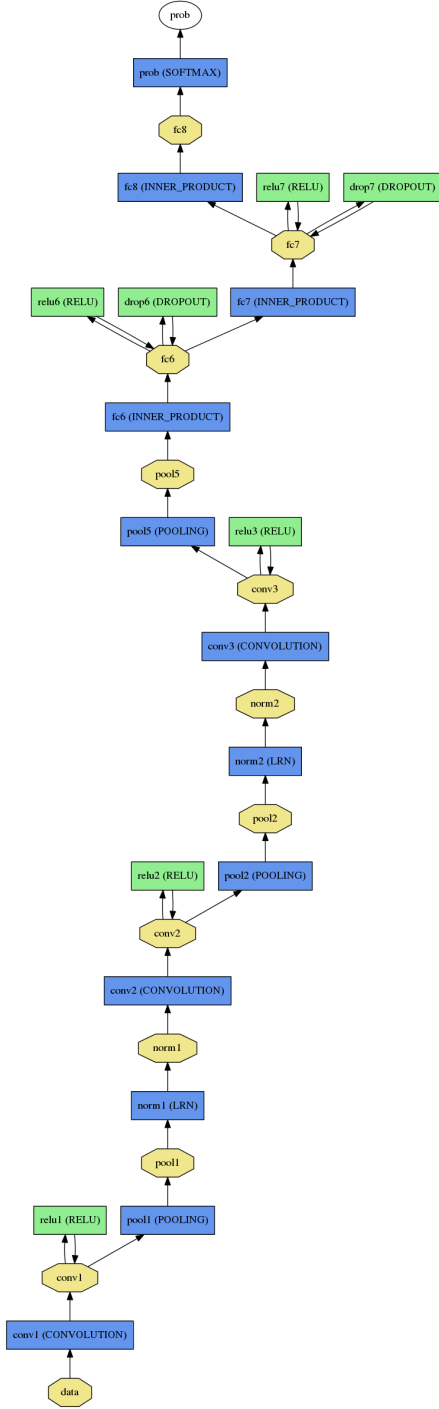 prob
prob (SOFTMAX)
fc8
fc8 (INNER_PRODUCT)
relu7 (RELU)
drop7 (DROPOUT)
fc7
relu6 (RELU)
drop6 (DROPOUT)
fc7 (INNER_PRODUCT)
fc6
fc6 (INNER_PRODUCT)
pool5
pool5 (POOLING)
relu3 (RELU)
conv3
conv3 (CONVOLUTION)
norm2
norm2 (LRN)
pool2
relu2 (RELU)
pool2 (POOLING)
conv2
conv2 (CONVOLUTION)
norm1
norm1 (LRN)
pool1
relu1 (RELU)
pool1 (POOLING)
conv1
conv1 (CONVOLUTION)
data